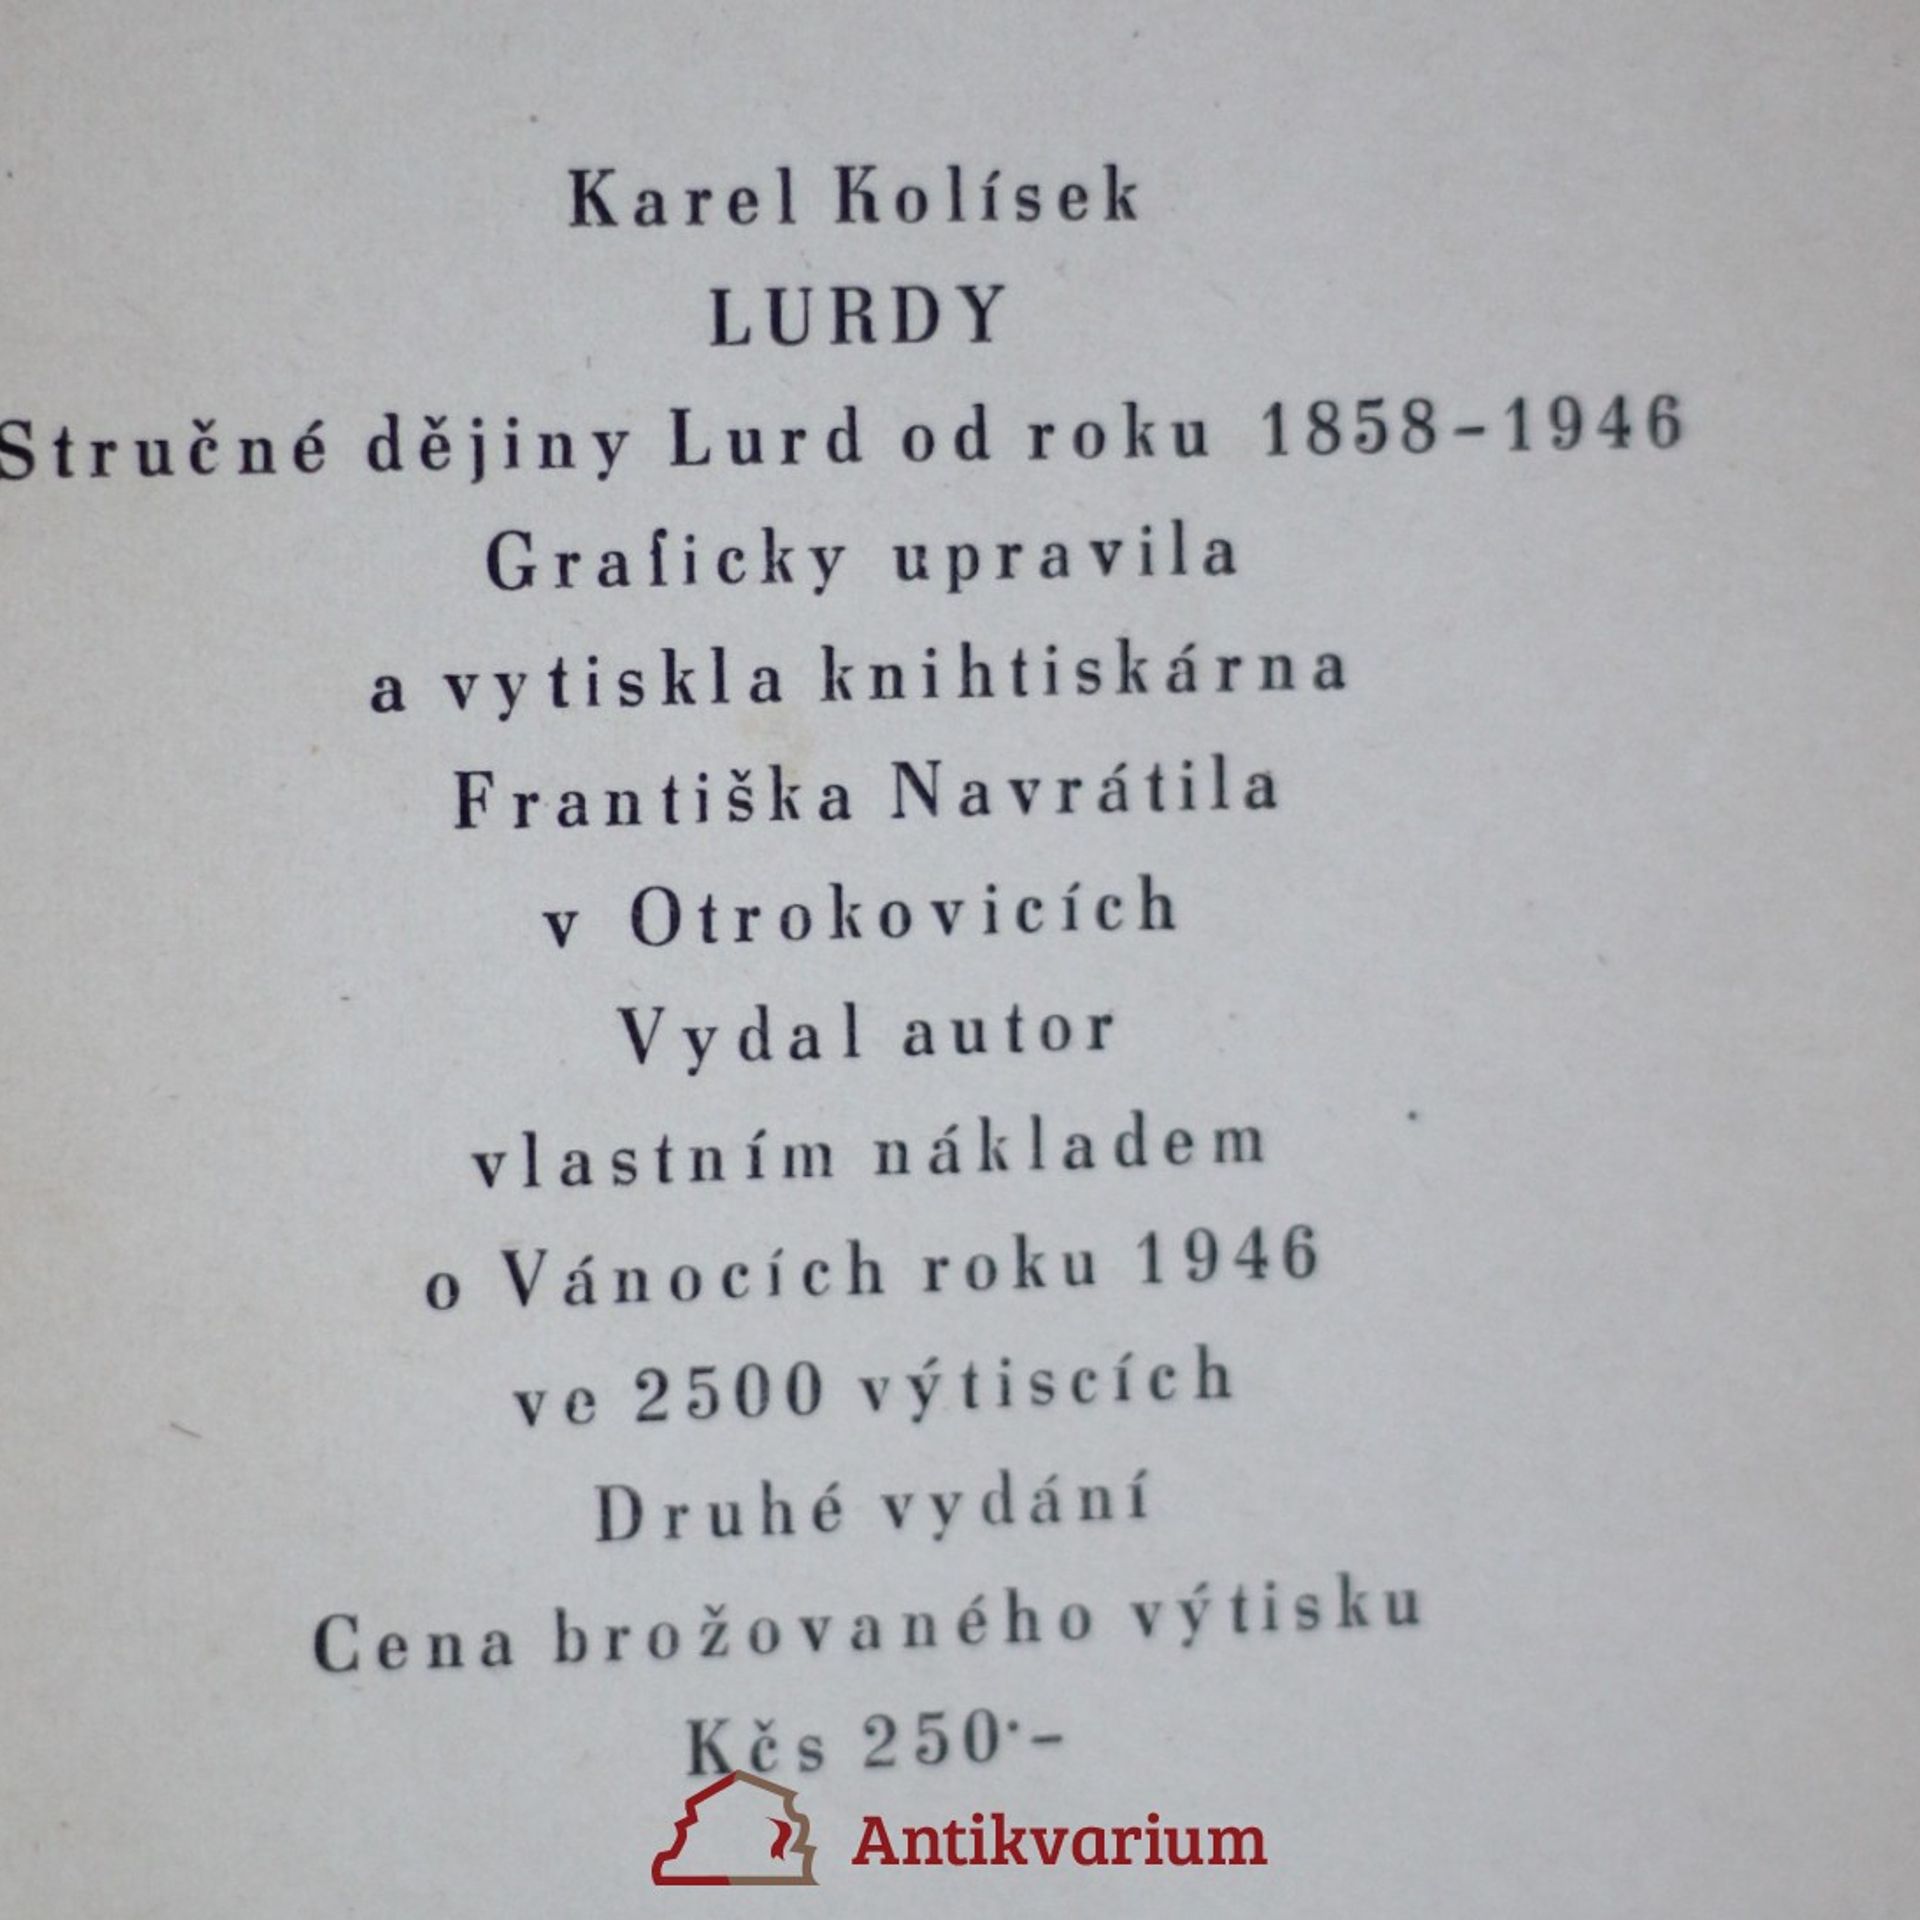 Karel Kolísek
LURDY
Stručné dějiny Lurd od roku 1858-1946
Graficky upravila
a vytiskla knihtiskárna
Františka Navrátila
v Otrokovicích
Vydal autor
vlastním nákladem
o Vánocích roku 1946
ve 2500 výtiscích
Druhé vydání
Cena brožovaného výtisku
Kčs 250·-
Antikvarium